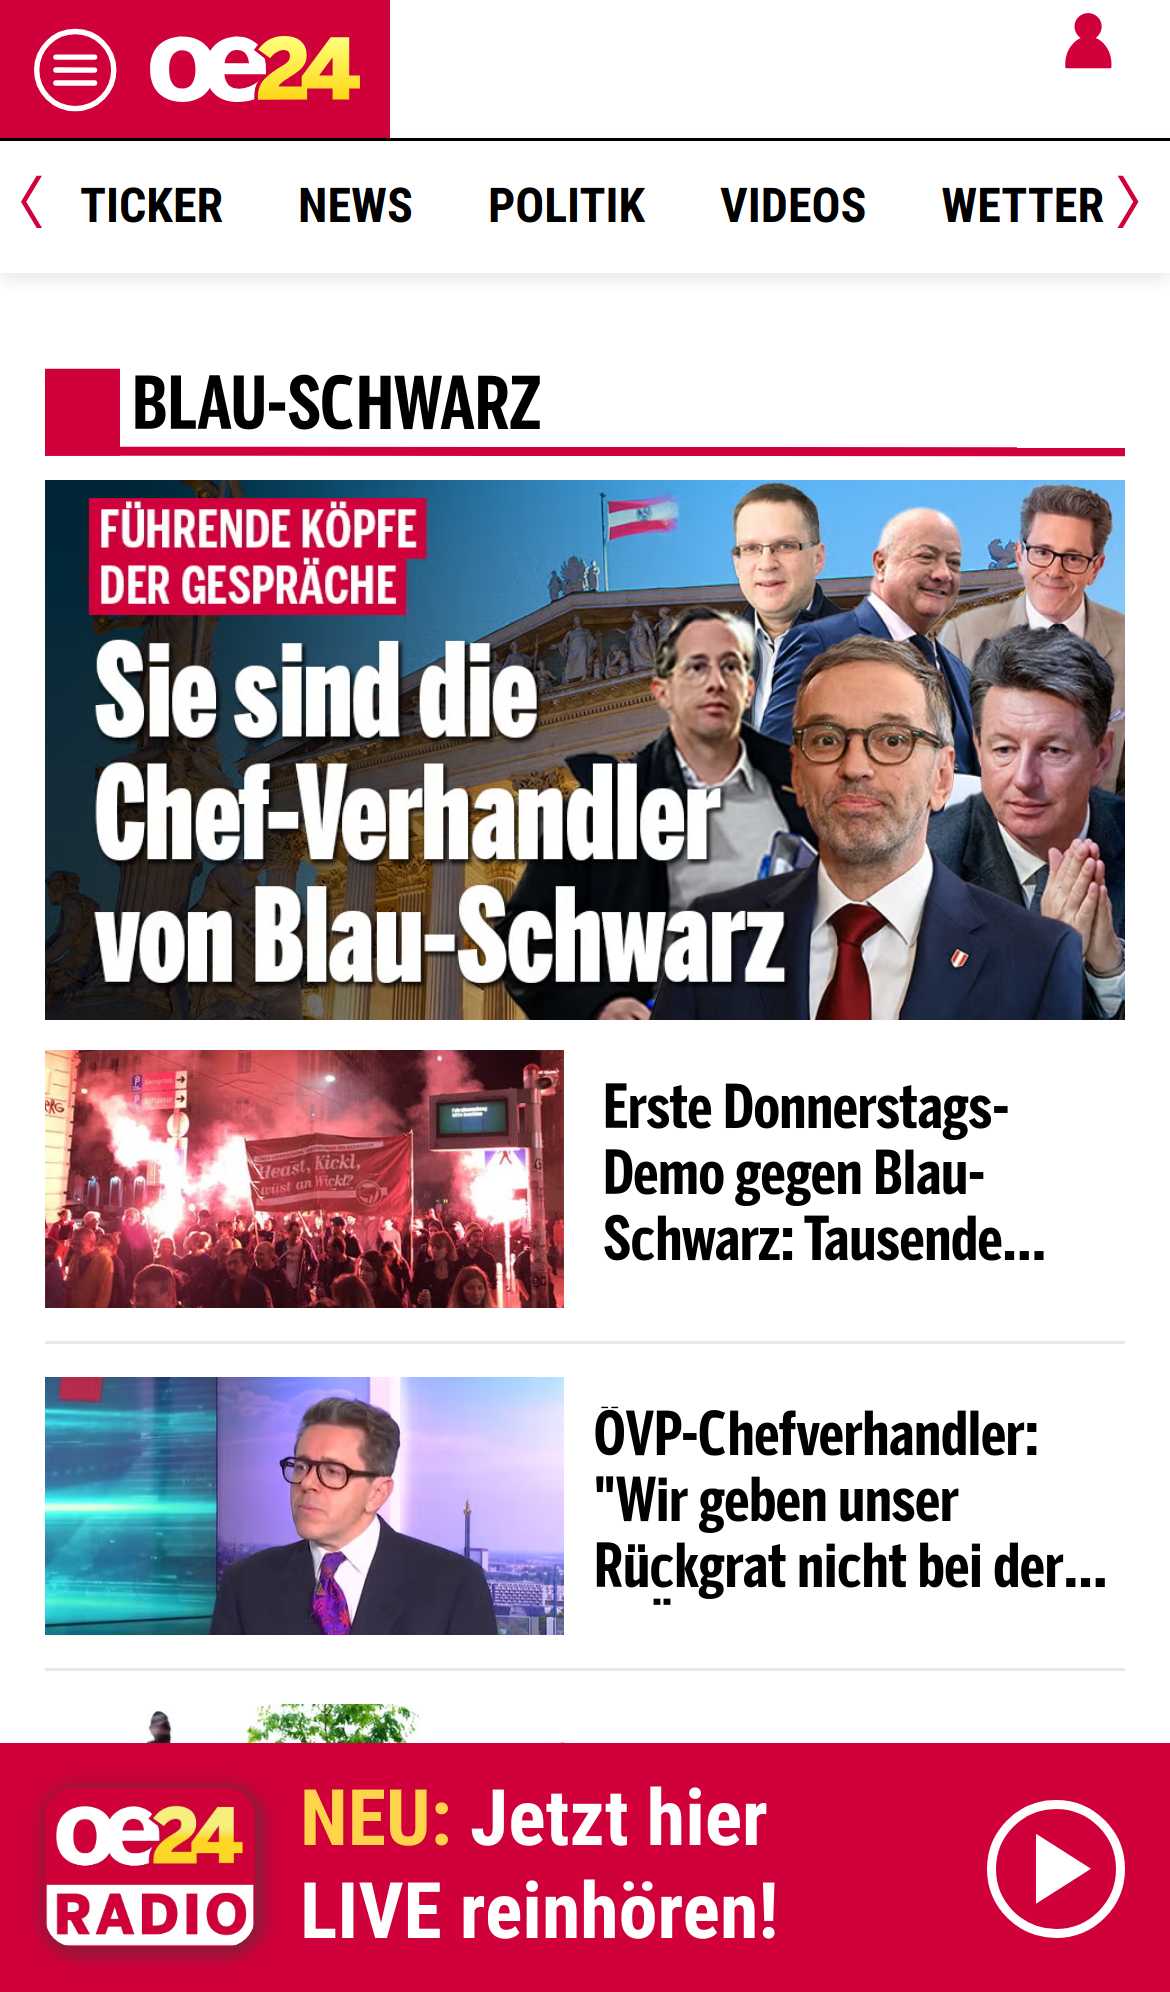 oe24
TICKER NEWS POLITIK VIDEOS WETTER
BLAU-SCHWARZ
FÜHRENDE KÖPFE
DER GESPRÄCHE
Sie sind die
Chef-Verhandler
von Blau-Schwarz
Heast, Kickl,
wüst an Wickl?
Erste Donnerstags-
Demo gegen Blau-
Schwarz: Tausende...
ÖVP-Chefverhandler:
"Wir geben unser
Rückgrat nicht bei der...
oe24
RADIO
NEU: Jetzt hier
LIVE reinhören!